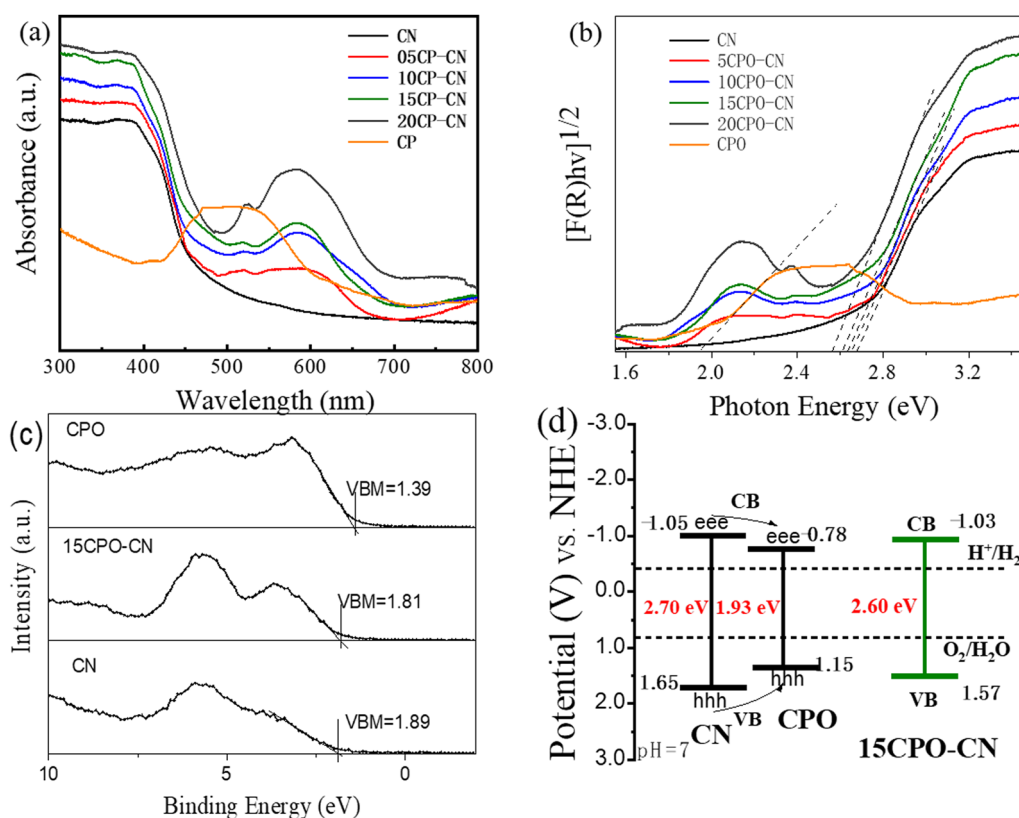 (a)
CN
05CP-CN
10CP-CN
15CP-CN
20CP-CN
CP
Absorbance (a.u.)
300 400 500 600 700 800
Wavelength (nm)
(b)
CN
5CPO-CN
10CPO-CN
15CPO-CN
20CPO-CN
CPO
[F(R)hv]1/2
1.6 2.0 2.4 2.8 3.2
Photon Energy (eV)
(c)
CPO
VBM=1.39
15CPO-CN
VBM=1.81
CN
VBM=1.89
Intensity (a.u.)
10 5 0
Binding Energy (eV)
(d)
Potential (V) vs. NHE
-3.0
-2.0
-1.0
0.0
1.0
2.0
3.0
CB
-1.05 eee
eee -0.78
CB -1.03
H+/H2
2.70 eV 1.93 eV 2.60 eV
O2/H2O
1.65 hhh
hhh 1.15
VB 1.57
CN VB CPO
pH=7
15CPO-CN